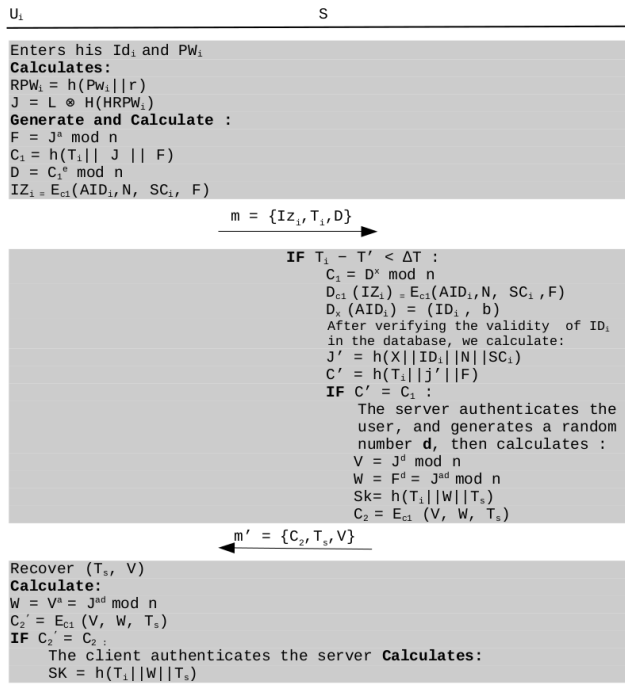 Uᵢ S
Enters his Idᵢ and PWᵢ
Calculates:
RPWᵢ = h(Pwᵢ||r)
J = L ⊗ H(HRPWᵢ)
Generate and Calculate :
F = Jᵃ mod n
C₁ = h(Tᵢ|| J || F)
D = C₁ᵉ mod n
IZᵢ ₌ E꜀₁(AIDᵢ,N, SCᵢ, F)
m = {Izᵢ,Tᵢ,D}
IF Tᵢ − T′ < ΔT :
C₁ = Dˣ mod n
D꜀₁ (IZᵢ) ₌ E꜀₁(AIDᵢ,N, SCᵢ ,F)
Dₓ (AIDᵢ) = (IDᵢ , b)
After verifying the validity of IDᵢ
in the database, we calculate:
J′ = h(X||IDᵢ||N||SCᵢ)
C′ = h(Tᵢ||j′||F)
IF C′ = C₁ :
The server authenticates the
user, and generates a random
number d, then calculates :
V = Jᵈ mod n
W = Fᵈ = Jᵃᵈ mod n
Sk= h(Tᵢ||W||Tₛ)
C₂ = E꜀₁ (V, W, Tₛ)
m′ = {C₂,Tₛ,V}
Recover (Tₛ, V)
Calculate:
W = Vᵃ = Jᵃᵈ mod n
C₂′ = E꜀₁ (V, W, Tₛ)
IF C₂′ = C₂ :
The client authenticates the server Calculates:
SK = h(Tᵢ||W||Tₛ)